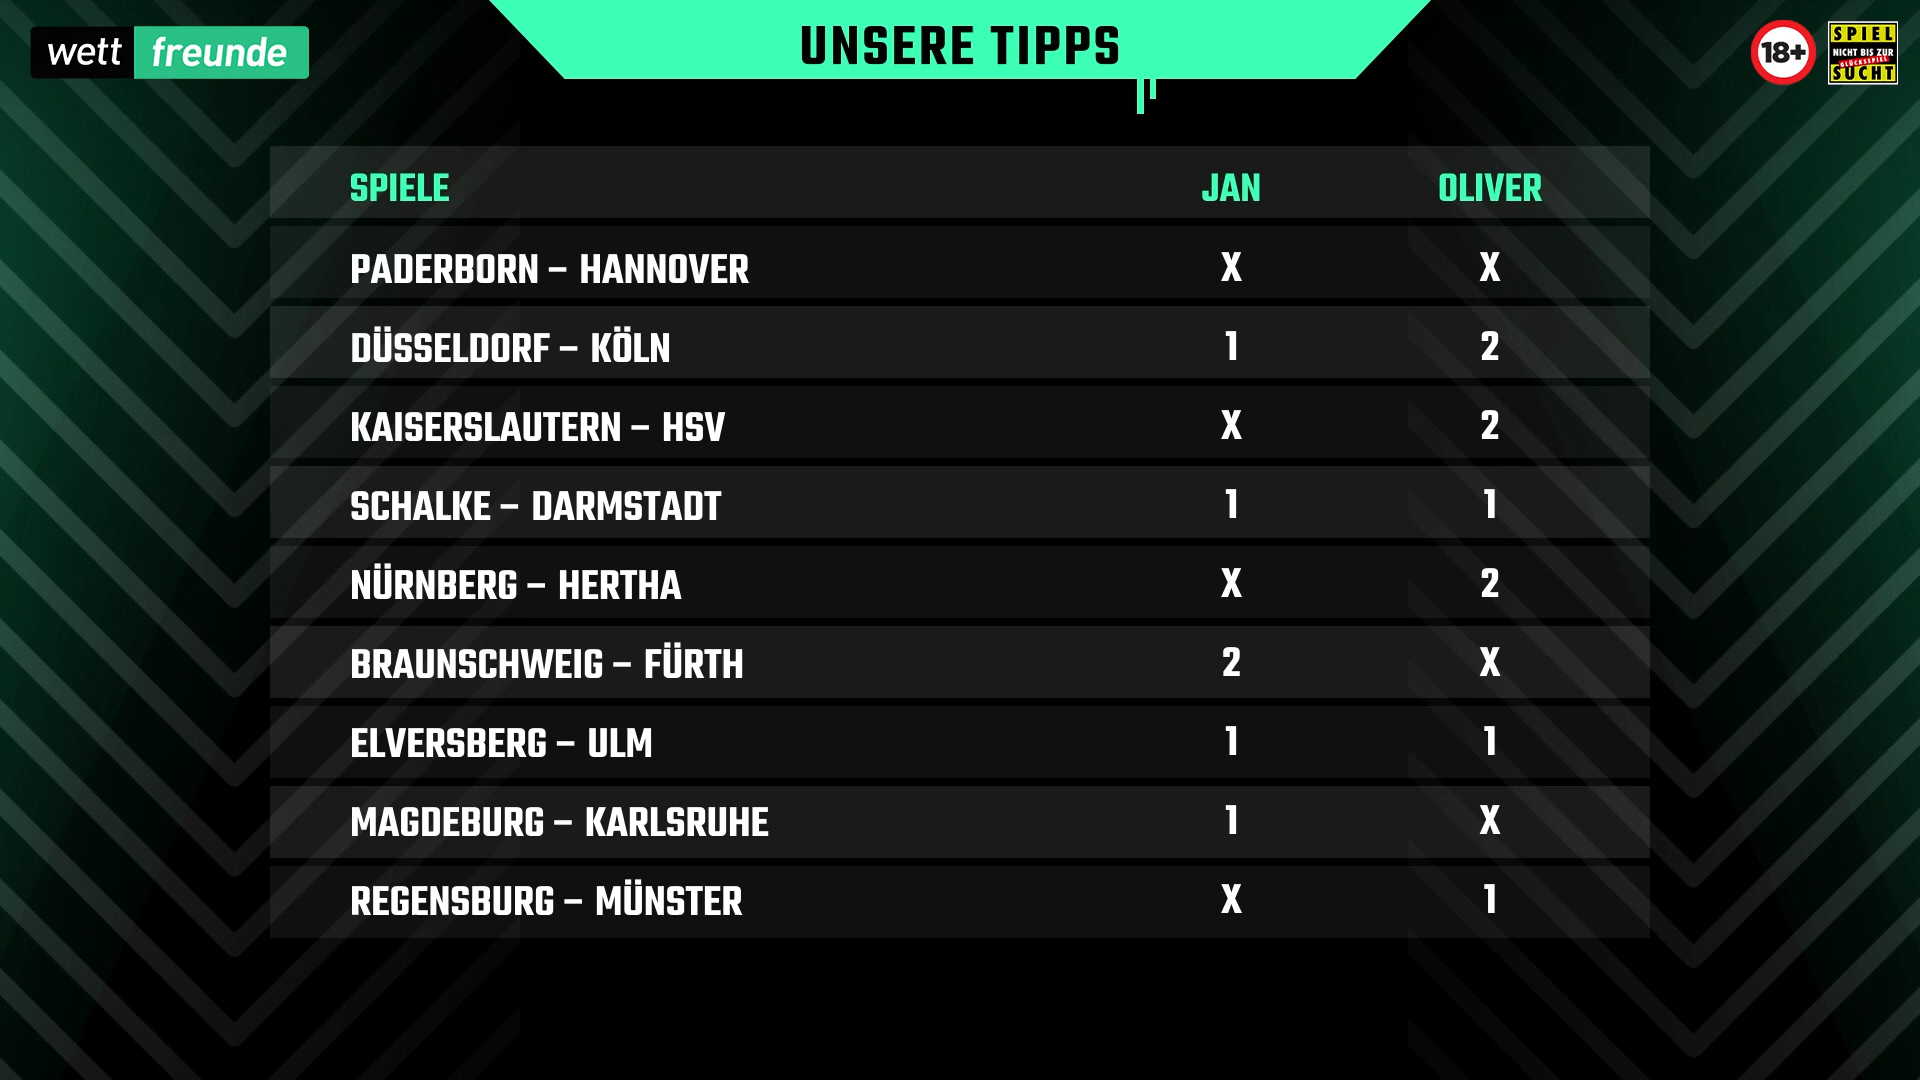 wett freunde
UNSERE TIPPS
18+
SPIEL
NICHT BIS ZUR
GLÜCKSSPIEL
SUCHT
SPIELE JAN OLIVER
PADERBORN – HANNOVER X X
DÜSSELDORF – KÖLN 1 2
KAISERSLAUTERN – HSV X 2
SCHALKE – DARMSTADT 1 1
NÜRNBERG – HERTHA X 2
BRAUNSCHWEIG – FÜRTH 2 X
ELVERSBERG – ULM 1 1
MAGDEBURG – KARLSRUHE 1 X
REGENSBURG – MÜNSTER X 1